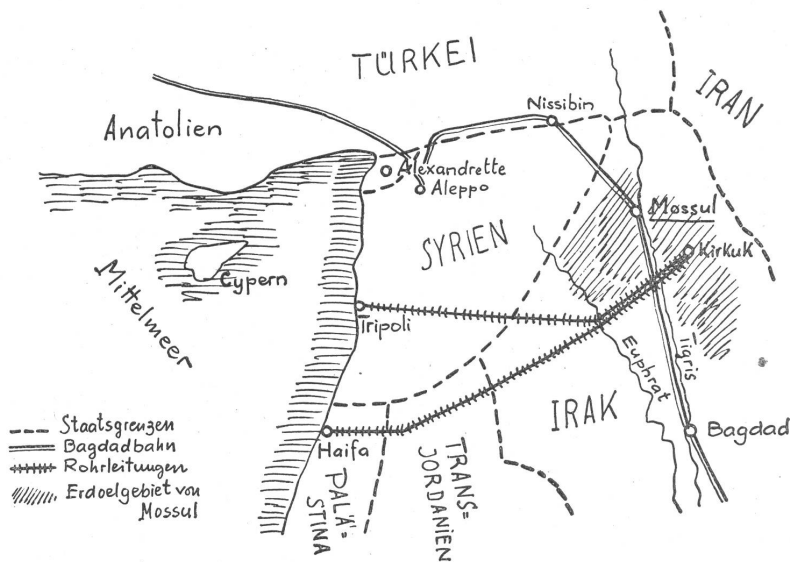 TÜRKEI
IRAN
Nissibin
Anatolien
Alexandrette
Aleppo
Mossul
SYRIEN
Kirkuk
Cypern
Mittelmeer
Tripoli
Euphrat
Tigris
IRAK
Bagdad
Haifa
PALÄ=
STINA
TRANS=
JORDANIEN
Staatsgrenzen
Bagdadbahn
Rohrleitungen
Erdoelgebiet von
Mossul